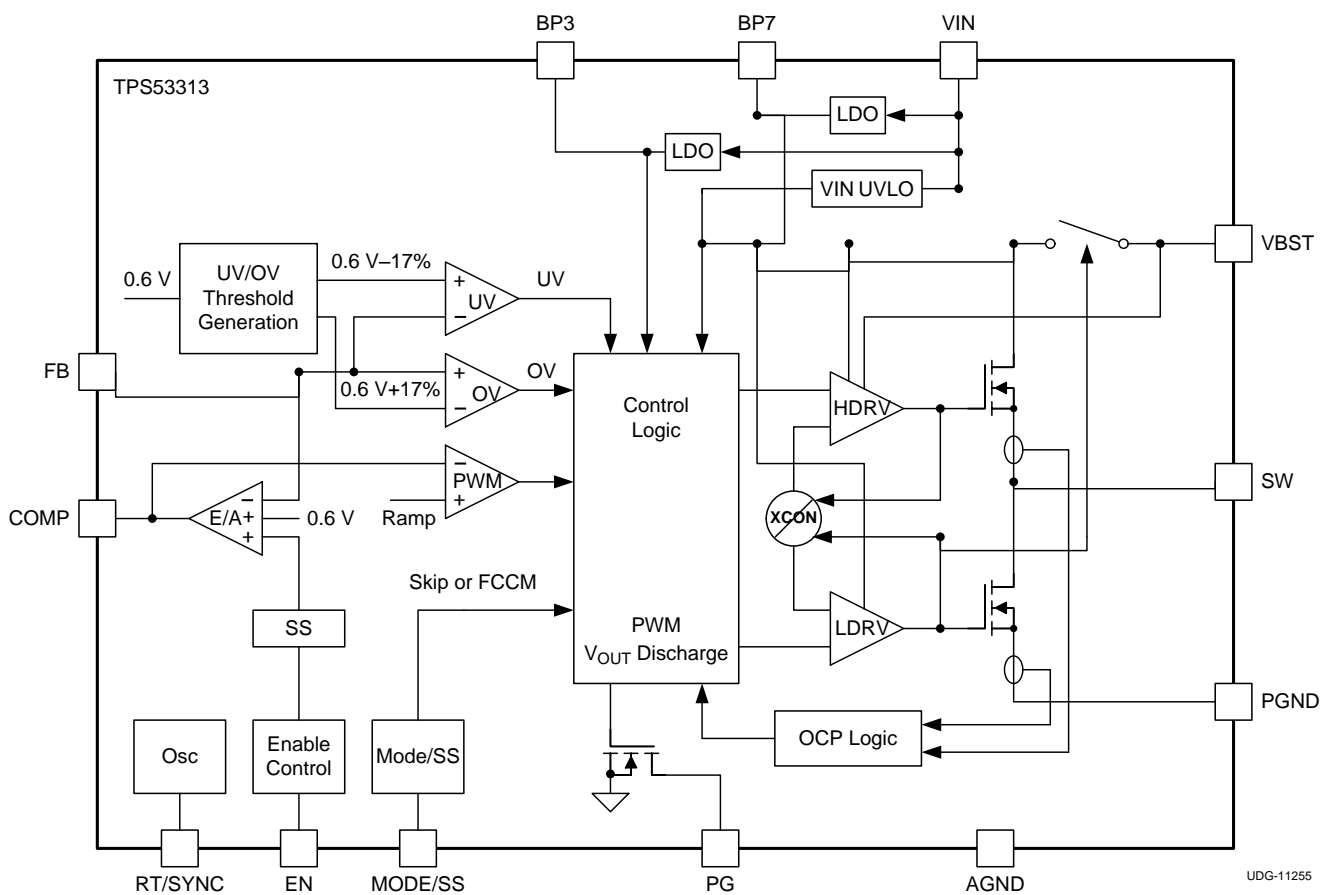 BP3
BP7
VIN
TPS53313
LDO
LDO
VIN UVLO
VBST
0.6 V
UV/OV
Threshold
Generation
0.6 V–17%
+
UV
–
UV
FB
0.6 V+17%
+
OV
–
OV
Control
Logic
HDRV
–
PWM
+
Ramp
SW
COMP
–
E/A+
+
0.6 V
XCON
Skip or FCCM
SS
PWM
VOUT Discharge
LDRV
PGND
OCP Logic
Osc
Enable
Control
Mode/SS
RT/SYNC
EN
MODE/SS
PG
AGND
UDG-11255